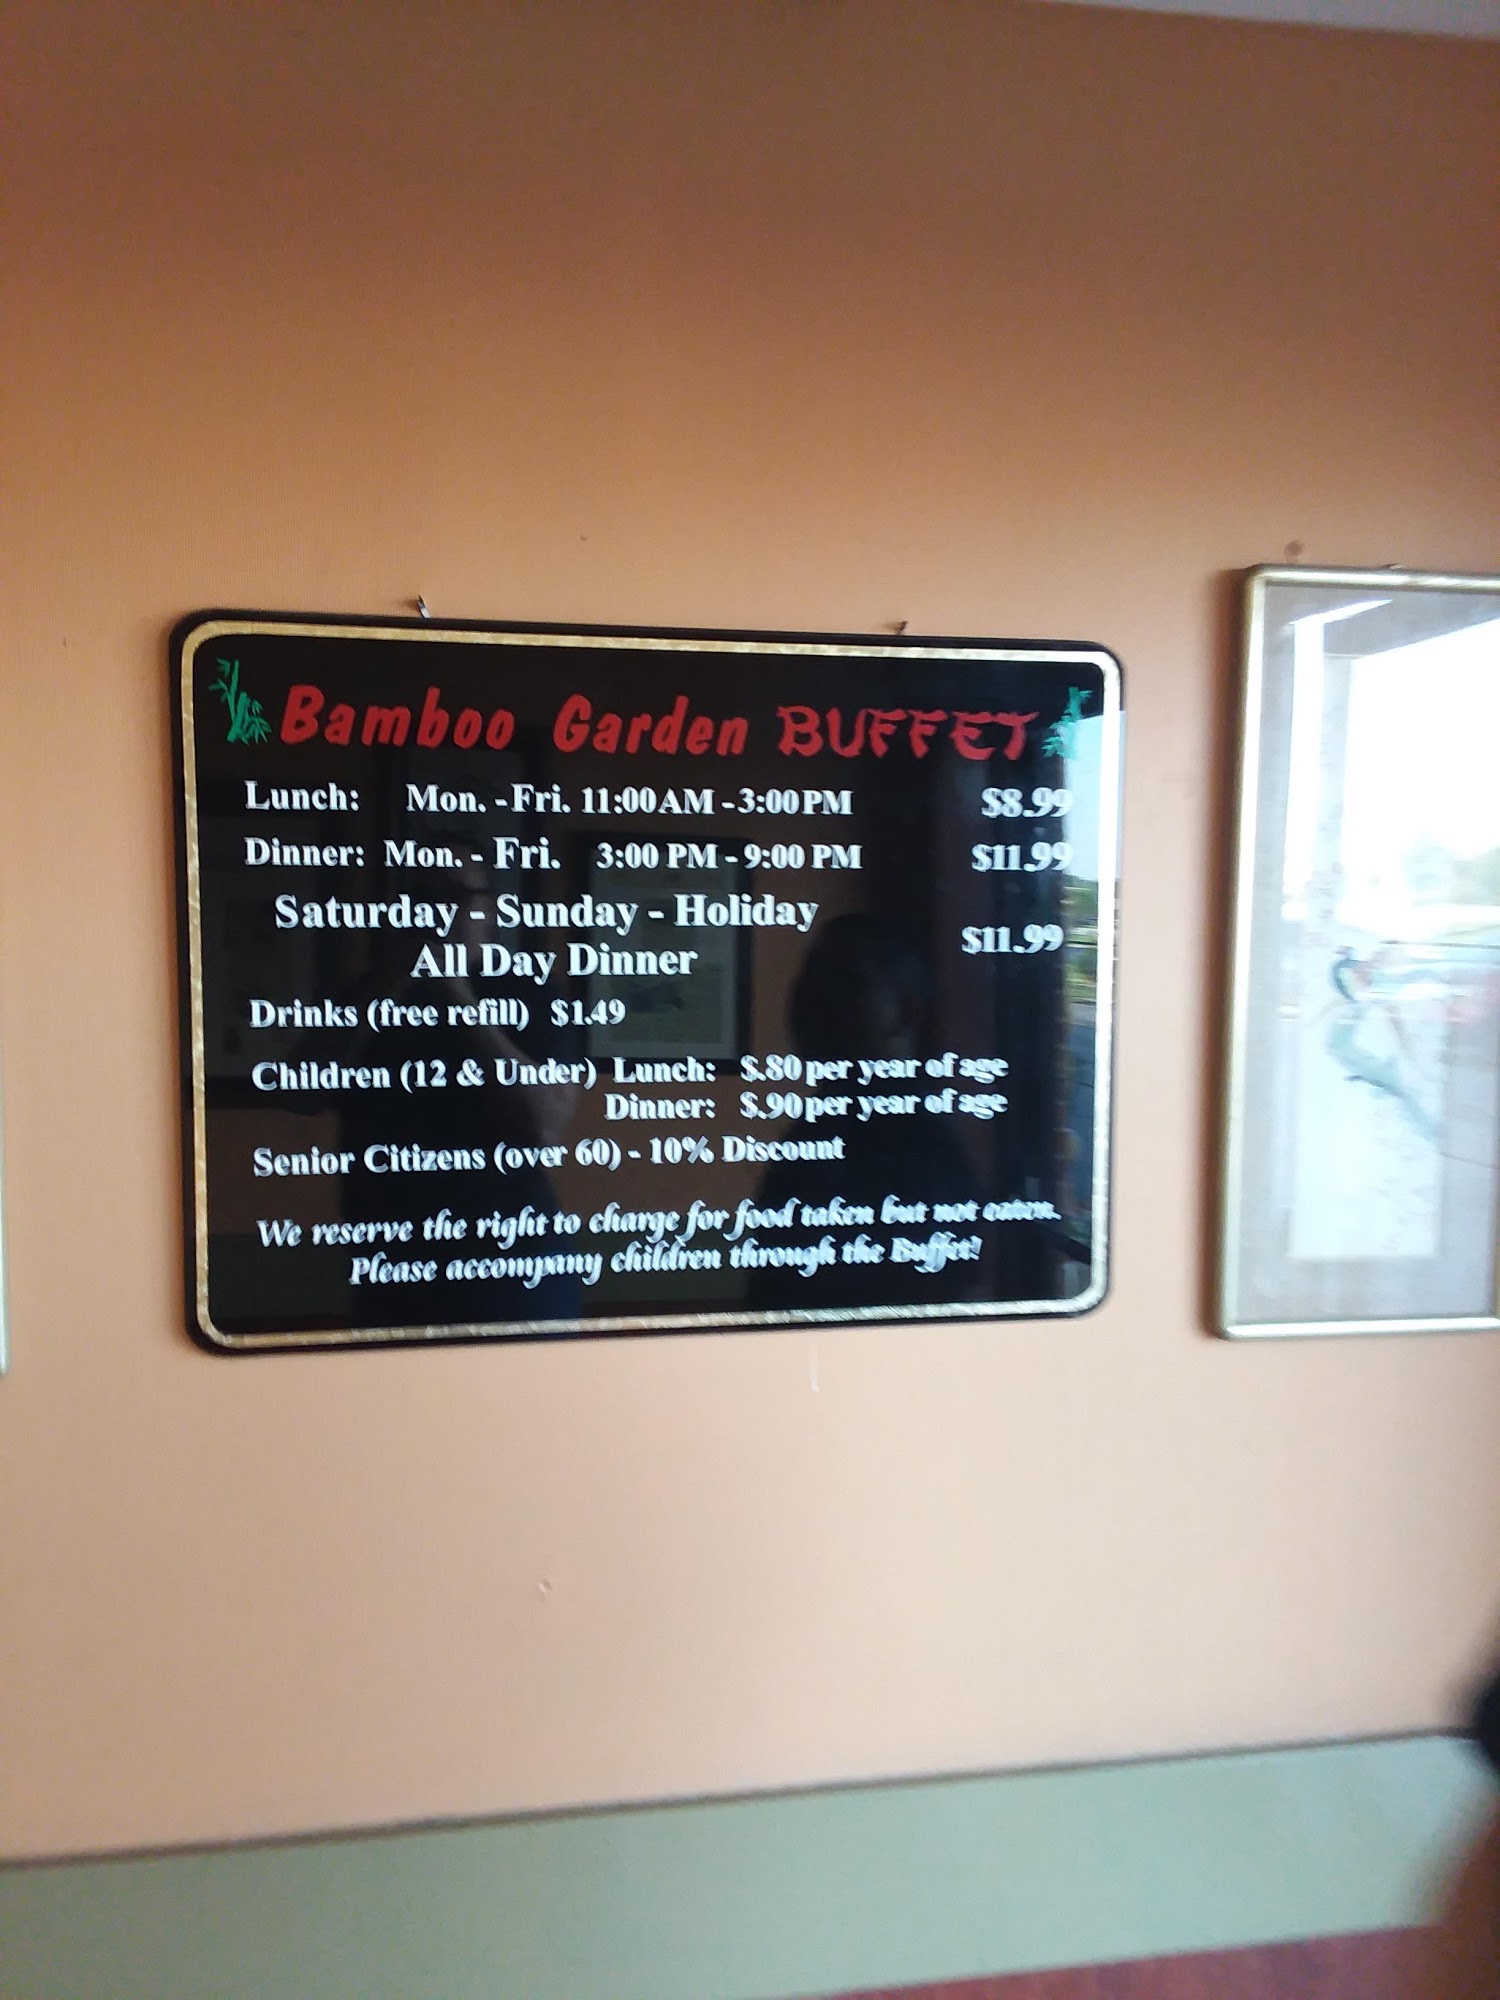 Bamboo Garden BUFFET
Lunch: Mon. - Fri. 11:00 AM - 3:00 PM $8.99
Dinner: Mon. - Fri. 3:00 PM - 9:00 PM $11.99
Saturday - Sunday - Holiday
All Day Dinner $11.99
Drinks (free refill) $1.49
Children (12 & Under) Lunch: $.80 per year of age
Dinner: $.90 per year of age
Senior Citizens (over 60) - 10% Discount
We reserve the right to charge for food taken but not eaten.
Please accompany children through the Buffet!